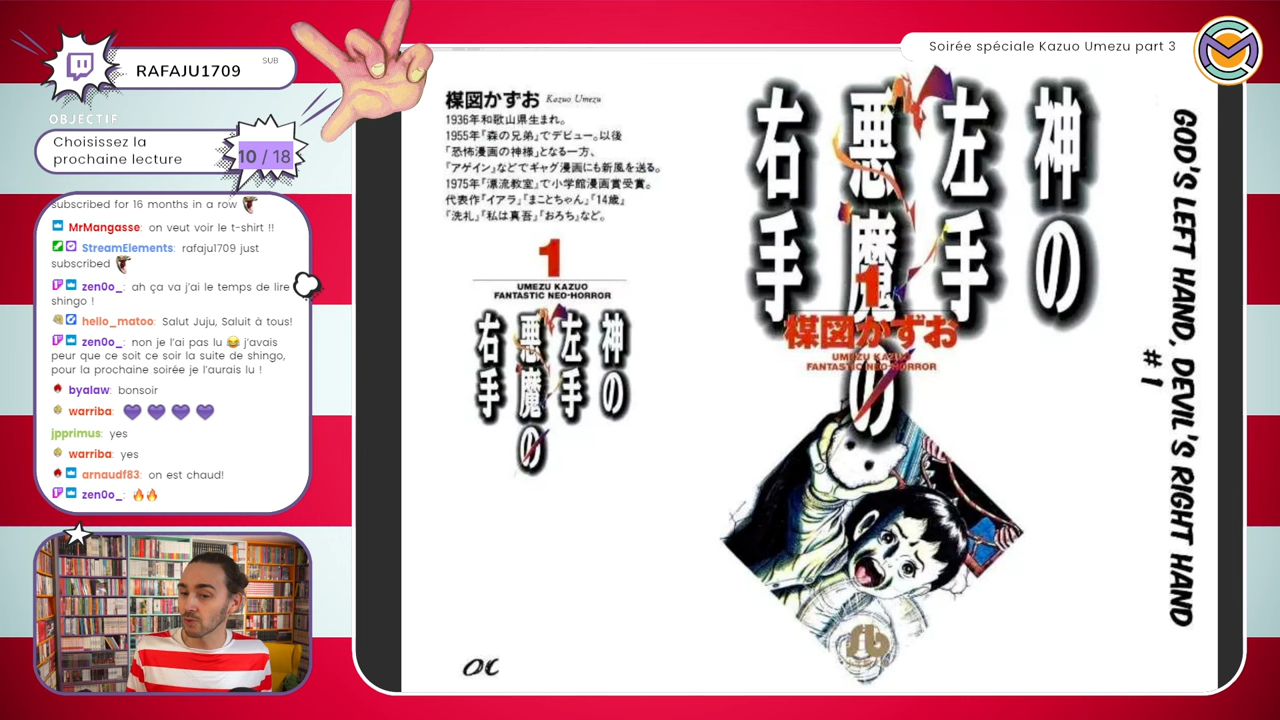 RAFAJU1709
SUB
OBJECTIF
Choisissez la
prochaine lecture
10 / 18
subscribed for 16 months in a row
MrMangasse: on veut voir le t-shirt !!
StreamElements: rafaju1709 just
subscribed
zen0o_: ah ça va j'ai le temps de lire
shingo !
hello_matoo: Salut Juju, Saluit à tous!
zen0o_: non je l'ai pas lu 😂 j'avais
peur que ce soit ce soir la suite de shingo,
pour la prochaine soirée je l'aurais lu !
byalaw: bonsoir
warriba: 💜 💜 💜 💜
jpprimus: yes
warriba: yes
arnaudf83: on est chaud!
zen0o_: 🔥🔥
Soirée spéciale Kazuo Umezu part 3
楳図かずお Kazuo Umezu
1936年和歌山県生まれ。
1955年「森の兄弟」でデビュー。以後
「恐怖漫画の神様」となる一方、
『アゲイン』などでギャグ漫画にも新風を送る。
1975年『漂流教室』で小学館漫画賞受賞。
代表作『イアラ』『まことちゃん』『14歳』
『洗礼』『私は真吾』『おろち』など。
1
UMEZU KAZUO
FANTASTIC NEO-HORROR
神の
左手
悪魔の
右手
神の
左手
悪魔の
右手
1
楳図かずお
UMEZU KAZUO
FANTASTIC NEO-HORROR
GOD'S LEFT HAND, DEVIL'S RIGHT HAND
#1